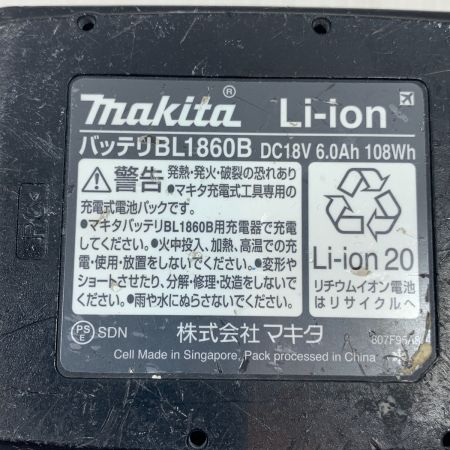 makita® Li-ion
バッテリBL1860B DC18V 6.0Ah 108Wh
警告 発熱・発火・破裂の恐れあり
●マキタ充電式工具専用の
充電式電池パックです。
●マキタバッテリBL1860B用充電器で充電
してください。●火中投入、加熱、高温での充
電・使用・放置をしないでください。●変形や
ショートさせたり、分解・修理・改造をしないで
ください。●雨や水にぬらさないでください。
Li-ion 20
リチウムイオン電池
はリサイクルへ
PS
E SDN 株式会社マキタ
Cell Made in Singapore, Pack processed in China